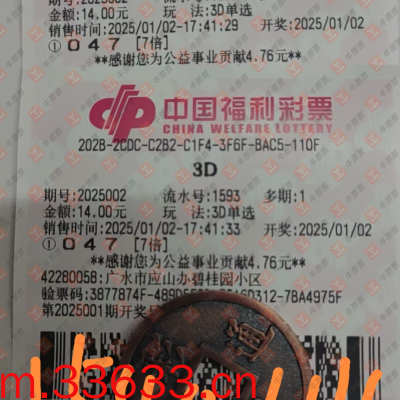 金额:14.00元 玩 法:3D单选
销售时间:2025/01/02-17:41:29 开奖:2025/01/02
① 047 [7倍]
**感谢您为公益事业贡献4.76元**
中国福利彩票
CHINA WELFARE LOTTERY
202B-2CDC-C2B2-C1F4-3F6F-BAC5-110F
3D
期号:2025002 流水号:1593 多期:1
金额:14.00元 玩 法:3D单选
销售时间:2025/01/02-17:41:33 开奖:2025/01/02
① 047 [7倍]
**感谢您为公益事业贡献4.76元**
42280058:广水市应山办碧桂园小区
验票码:3877874F-489D
312-7BA4975F
第2025001期开奖
通
m.33633.cn